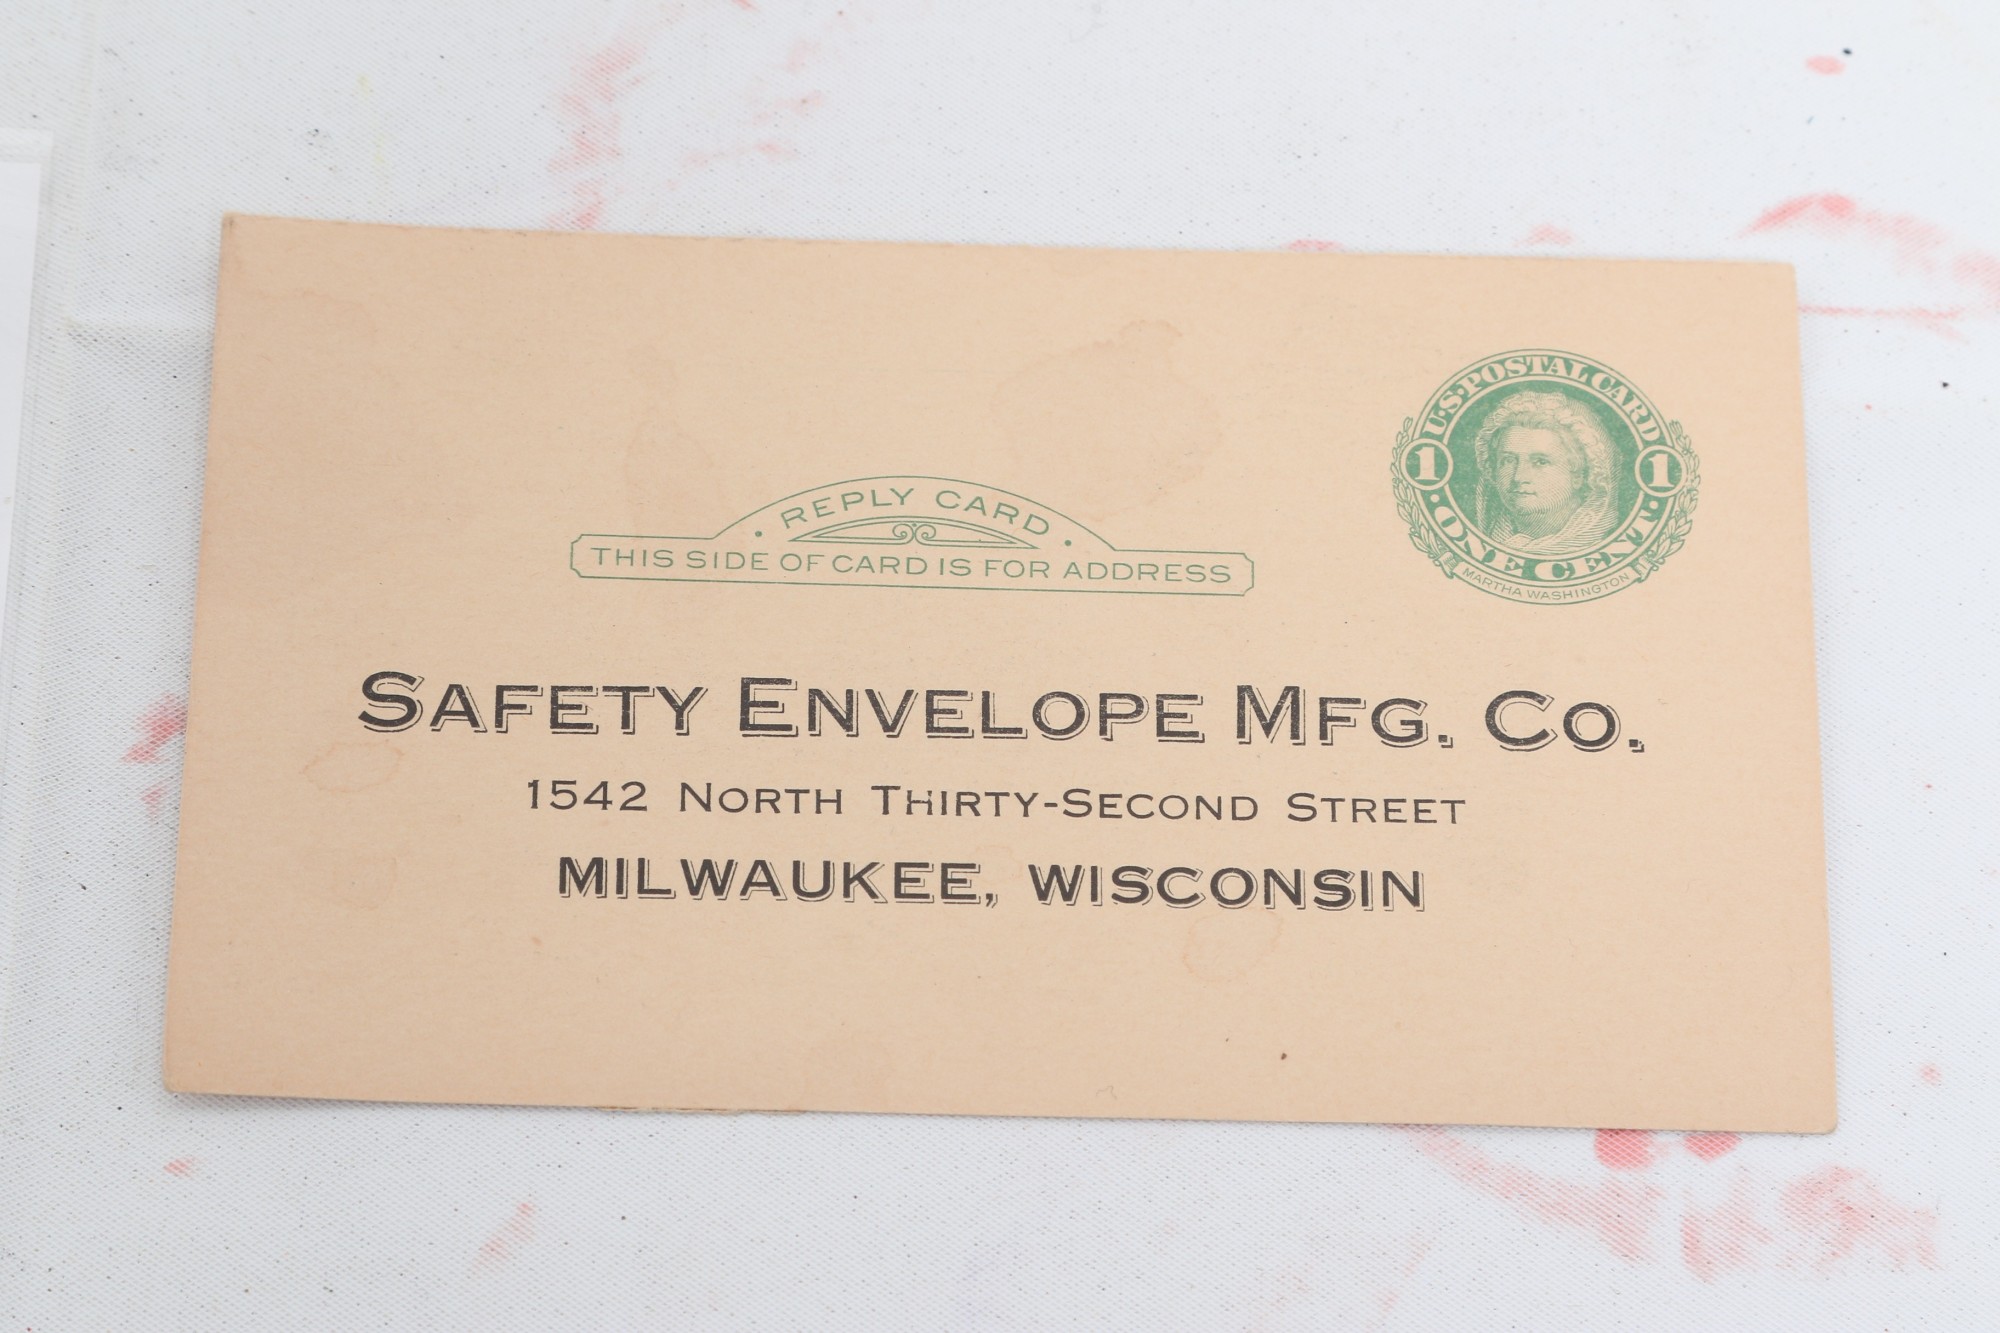 U.S. POSTAL CARD
1 1
· ONE CENT ·
MARTHA WASHINGTON
· REPLY CARD ·
THIS SIDE OF CARD IS FOR ADDRESS
SAFETY ENVELOPE MFG. CO.
1542 NORTH THIRTY-SECOND STREET
MILWAUKEE, WISCONSIN